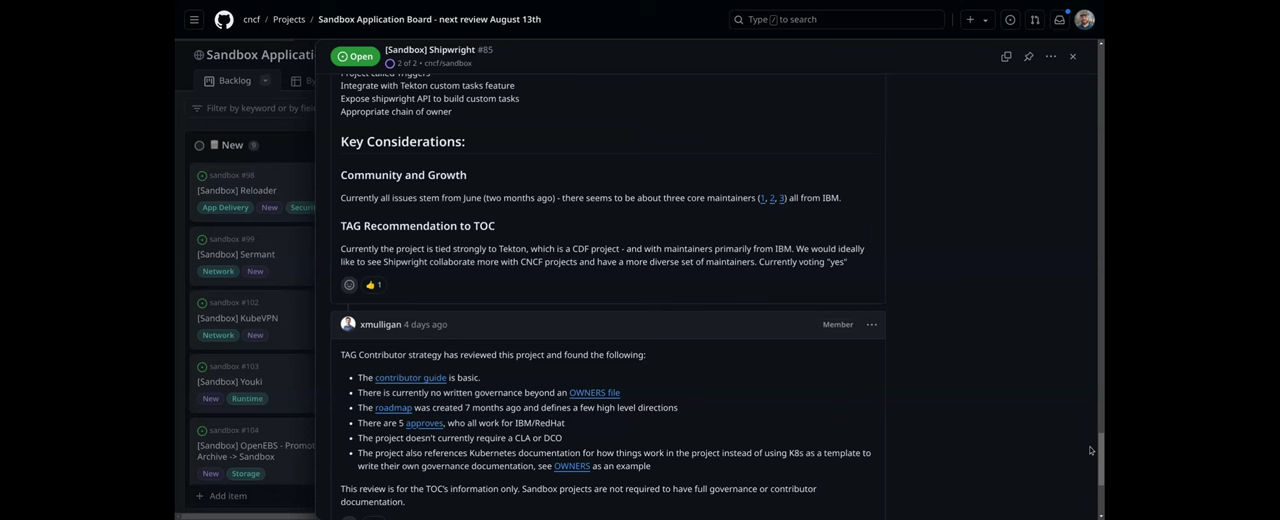 cncf / Projects / Sandbox Application Board - next review August 13th
Type / to search
Sandbox Applicati
Open
[Sandbox] Shipwright #85
2 of 2 • cncf/sandbox
Backlog
By
Filter by keyword or by fiel
New 9
sandbox #98
[Sandbox] Reloader
App Delivery New Securi
sandbox #99
[Sandbox] Sermant
Network New
sandbox #102
[Sandbox] KubeVPN
Network New
sandbox #103
[Sandbox] Youki
New Runtime
sandbox #104
[Sandbox] OpenEBS - Promot
Archive -> Sandbox
New Storage
+ Add item
Project called Triggers
Integrate with Tekton custom tasks feature
Expose shipwright API to build custom tasks
Appropriate chain of owner
Key Considerations:
Community and Growth
Currently all issues stem from June (two months ago) - there seems to be about three core maintainers (1, 2, 3) all from IBM.
TAG Recommendation to TOC
Currently the project is tied strongly to Tekton, which is a CDF project - and with maintainers primarily from IBM. We would ideally
like to see Shipwright collaborate more with CNCF projects and have a more diverse set of maintainers. Currently voting "yes"
👍 1
xmulligan 4 days ago
Member
TAG Contributor strategy has reviewed this project and found the following:
• The contributor guide is basic.
• There is currently no written governance beyond an OWNERS file
• The roadmap was created 7 months ago and defines a few high level directions
• There are 5 approves, who all work for IBM/RedHat
• The project doesn't currently require a CLA or DCO
• The project also references Kubernetes documentation for how things work in the project instead of using K8s as a template to
write their own governance documentation, see OWNERS as an example
This review is for the TOC's information only. Sandbox projects are not required to have full governance or contributor
documentation.